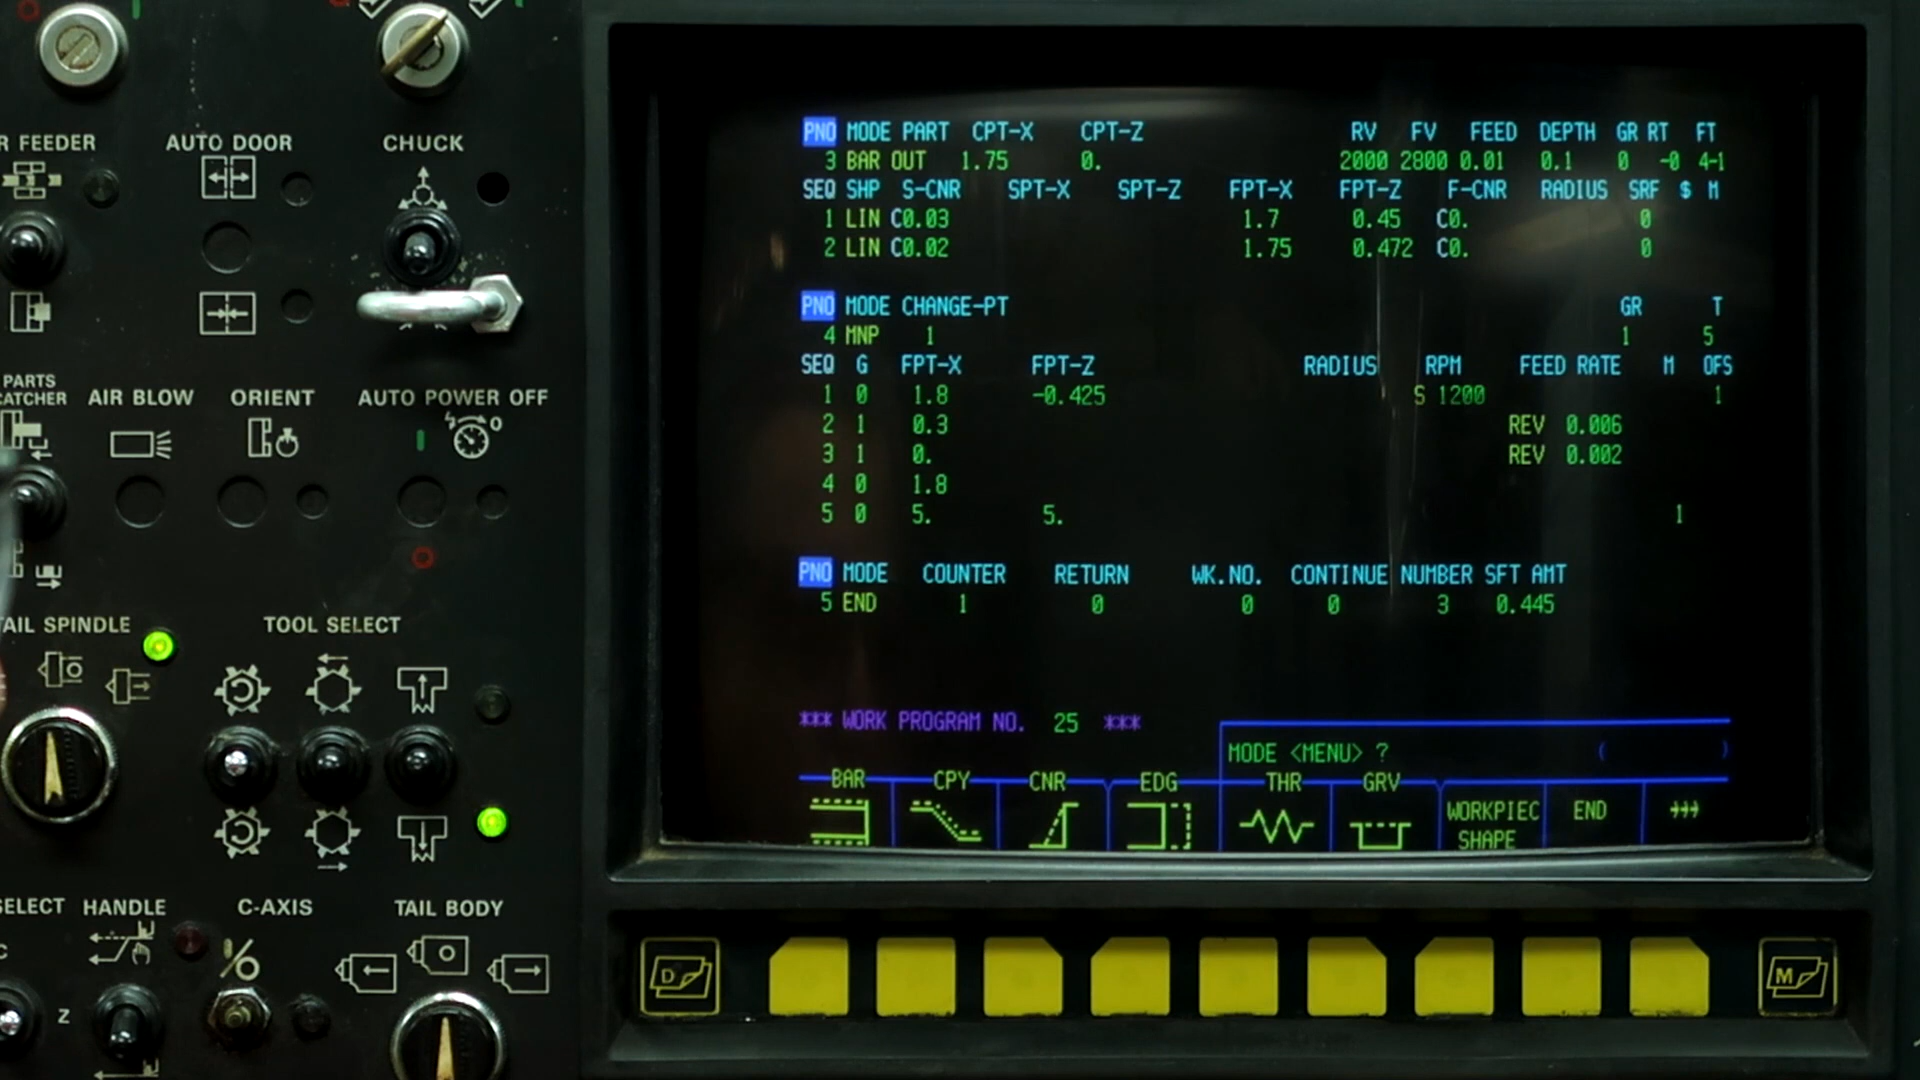 R FEEDER
AUTO DOOR
CHUCK
PARTS
CATCHER
AIR BLOW
ORIENT
AUTO POWER OFF
TAIL SPINDLE
TOOL SELECT
SELECT
HANDLE
C-AXIS
TAIL BODY
C
Z
PNO MODE PART CPT-X CPT-Z RV FV FEED DEPTH GR RT FT
3 BAR OUT 1.75 0. 2000 2800 0.01 0.1 0 -0 4-1
SEQ SHP S-CNR SPT-X SPT-Z FPT-X FPT-Z F-CNR RADIUS SRF $ M
1 LIN C0.03 1.7 0.45 C0. 0
2 LIN C0.02 1.75 0.472 C0. 0
PNO MODE CHANGE-PT GR T
4 MNP 1 1 5
SEQ G FPT-X FPT-Z RADIUS RPM FEED RATE M OFS
1 0 1.8 -0.425 S 1200 1
2 1 0.3 REV 0.006
3 1 0. REV 0.002
4 0 1.8
5 0 5. 5. 1
PNO MODE COUNTER RETURN WK.NO. CONTINUE NUMBER SFT AMT
5 END 1 0 0 0 3 0.445
*** WORK PROGRAM NO. 25 ***
MODE <MENU> ? ( )
BAR CPY CNR EDG THR GRV
WORKPIEC
SHAPE
END
D
M